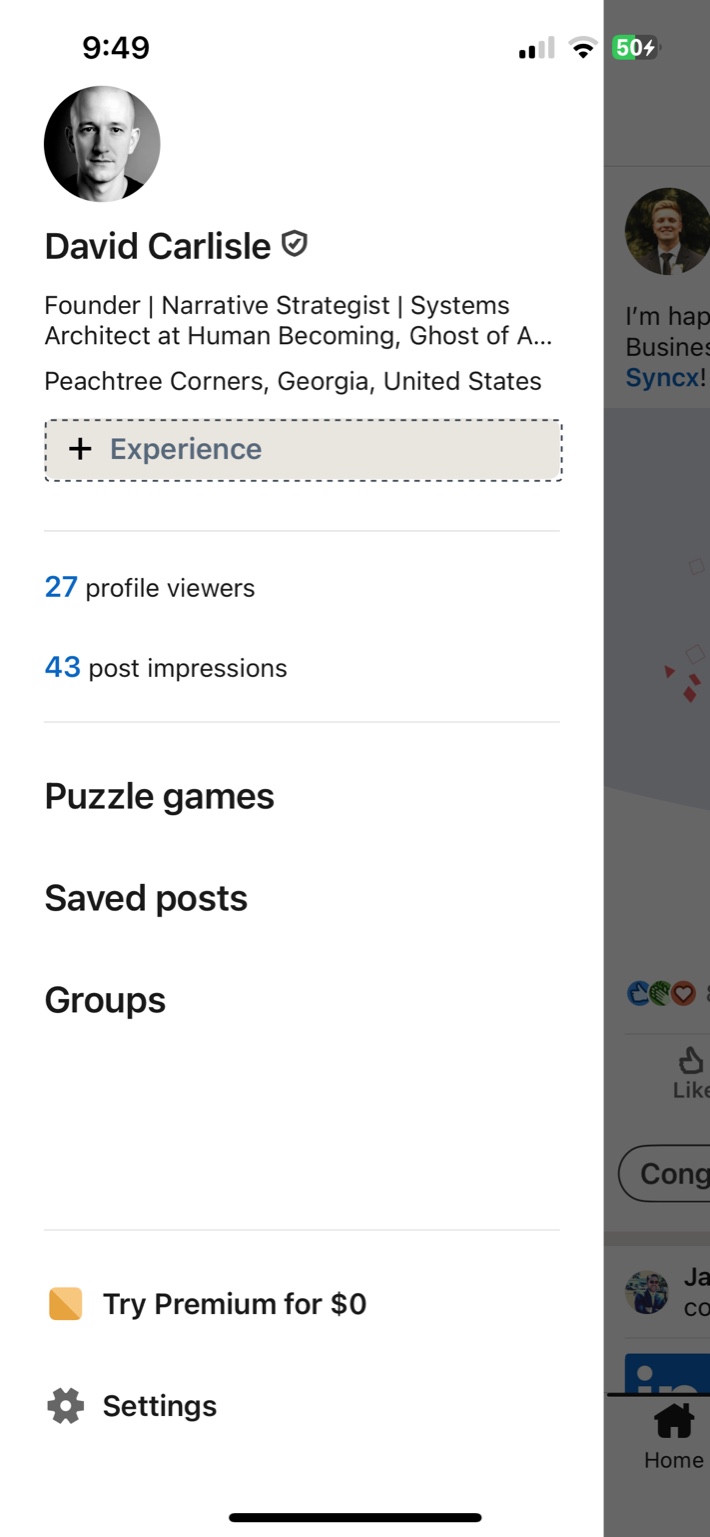 9:49
50
David Carlisle
Founder | Narrative Strategist | Systems
Architect at Human Becoming, Ghost of A...
Peachtree Corners, Georgia, United States
+ Experience
27 profile viewers
43 post impressions
Puzzle games
Saved posts
Groups
Try Premium for $0
Settings
I'm hap
Busines
Syncx!
8
Like
Cong
Ja
co
in
Home